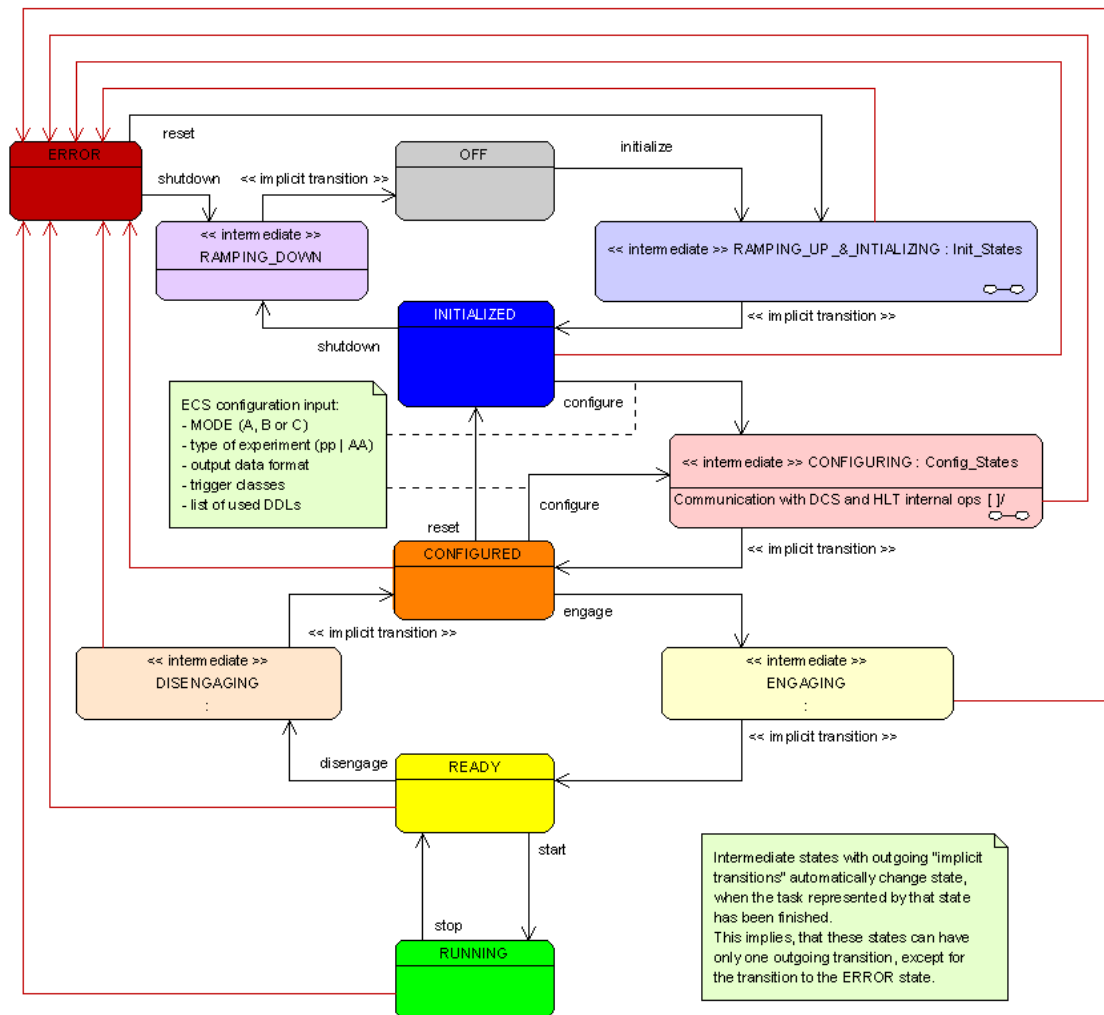 reset
ERROR
OFF
initialize
shutdown
<< implicit transition >>
<< intermediate >>
RAMPING_DOWN
<< intermediate >> RAMPING_UP_&_INTIALIZING : Init_States
INITIALIZED
<< implicit transition >>
shutdown
ECS configuration input:
- MODE (A, B or C)
- type of experiment (pp | AA)
- output data format
- trigger classes
- list of used DDLs
configure
<< intermediate >> CONFIGURING : Config_States
Communication with DCS and HLT internal ops [ ]/
configure
reset
CONFIGURED
<< implicit transition >>
engage
<< implicit transition >>
<< intermediate >>
DISENGAGING
:
<< intermediate >>
ENGAGING
:
<< implicit transition >>
disengage
READY
start
stop
RUNNING
Intermediate states with outgoing "implicit
transitions" automatically change state,
when the task represented by that state
has been finished.
This implies, that these states can have
only one outgoing transition, except for
the transition to the ERROR state.